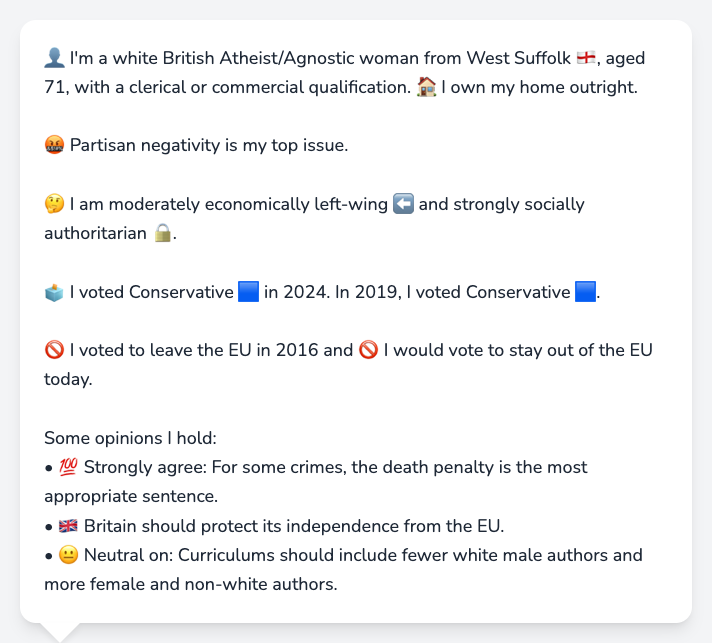 👤 I'm a white British Atheist/Agnostic woman from West Suffolk 🏴󠁧󠁢󠁥󠁮󠁧󠁿, aged
71, with a clerical or commercial qualification. 🏠 I own my home outright.
🤬 Partisan negativity is my top issue.
🤔 I am moderately economically left-wing ⬅️ and strongly socially
authoritarian 🔒.
🗳️ I voted Conservative 🟦 in 2024. In 2019, I voted Conservative 🟦.
🚫 I voted to leave the EU in 2016 and 🚫 I would vote to stay out of the EU
today.
Some opinions I hold:
• 💯 Strongly agree: For some crimes, the death penalty is the most
appropriate sentence.
• 🇬🇧 Britain should protect its independence from the EU.
• 😐 Neutral on: Curriculums should include fewer white male authors and
more female and non-white authors.